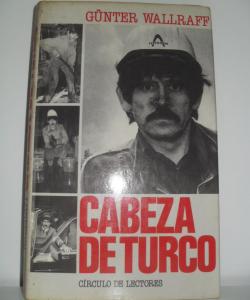 GÜNTER WALLRAFF
CABEZA
DE TURCO
CÍRCULO DE LECTORES